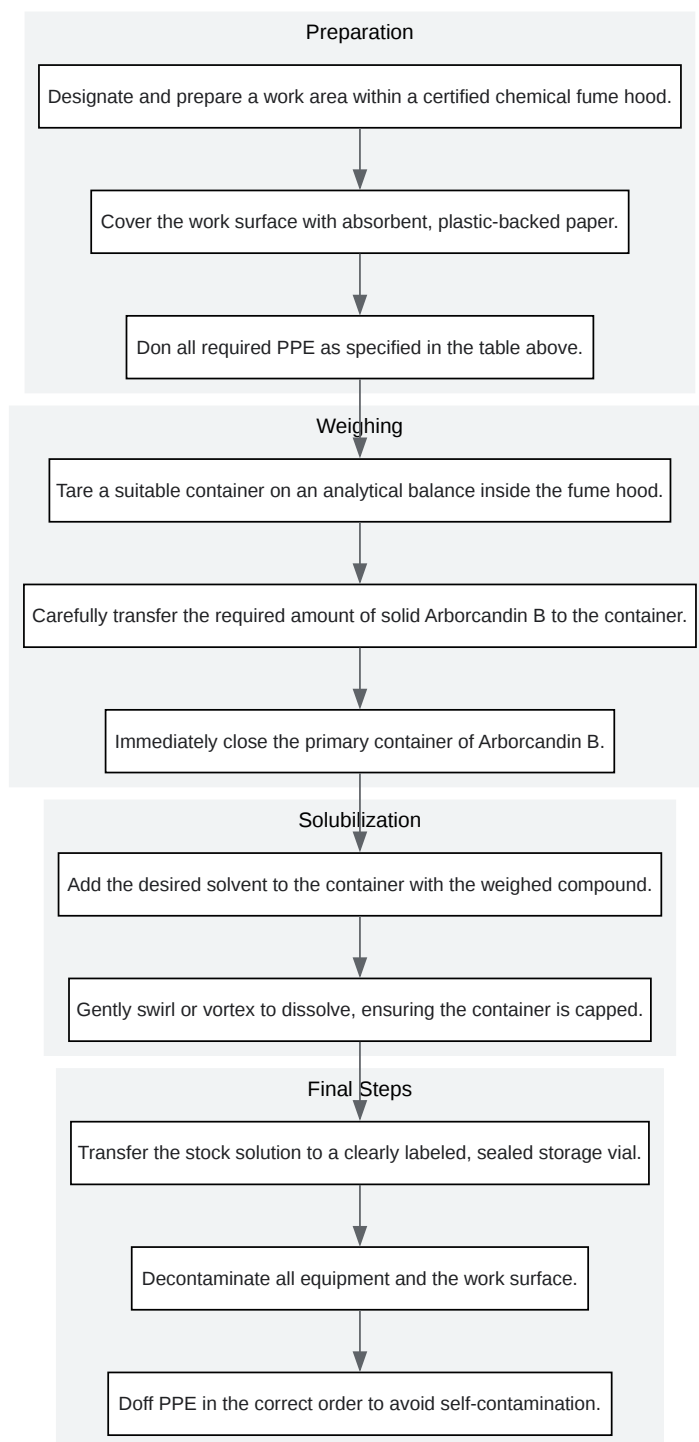 Preparation
Designate and prepare a work area within a certified chemical fume hood.
Cover the work surface with absorbent, plastic-backed paper.
Don all required PPE as specified in the table above.
Weighing
Tare a suitable container on an analytical balance inside the fume hood.
Carefully transfer the required amount of solid Arborcandin B to the container.
Immediately close the primary container of Arborcandin B.
Solubilization
Add the desired solvent to the container with the weighed compound.
Gently swirl or vortex to dissolve, ensuring the container is capped.
Final Steps
Transfer the stock solution to a clearly labeled, sealed storage vial.
Decontaminate all equipment and the work surface.
Doff PPE in the correct order to avoid self-contamination.